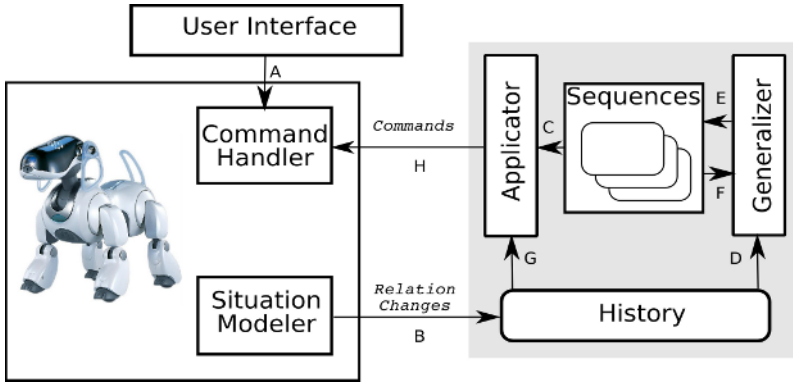 User Interface
A
Command
Handler
Commands
H
Applicator
C
Sequences
E
F
Generalizer
G
D
Situation
Modeler
Relation
Changes
B
History